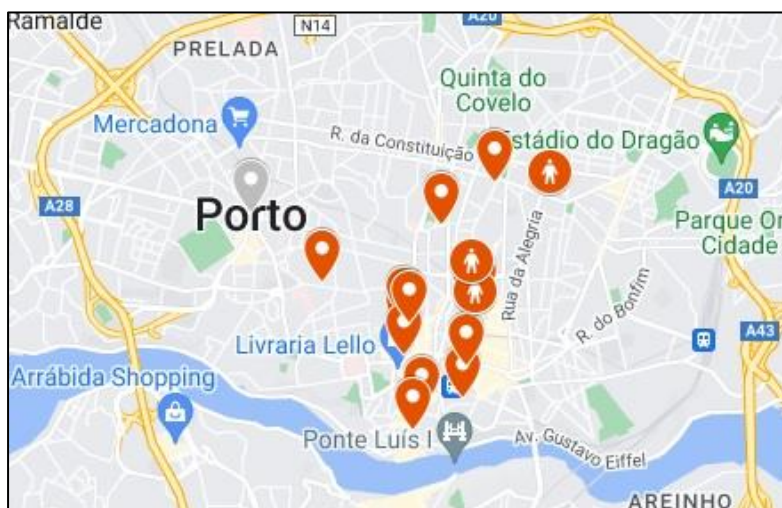 Ramalde
N14
A20
PRELADA
Quinta do
Covelo
Mercadona
R. da Constituição
Estádio do Dragão
A20
A28
Porto
Parque Or
Cidade
Rua da Alegria
R. do Bonfim
A43
Livraria Lello
Arrábida Shopping
Ponte Luís I
Av. Gustavo Eiffel
AREINHO